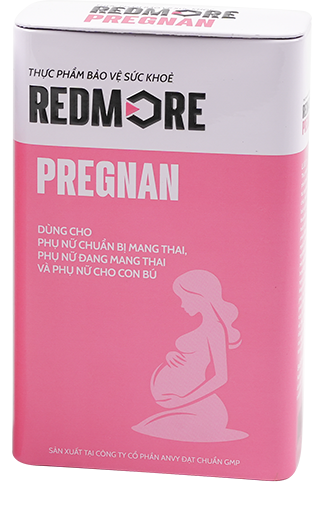 REDMORE
PREGNAN
THỰC PHẨM BẢO VỆ SỨC KHOẺ
REDMORE
PREGNAN
DÙNG CHO
PHỤ NỮ CHUẨN BỊ MANG THAI,
PHỤ NỮ ĐANG MANG THAI
VÀ PHỤ NỮ CHO CON BÚ
SẢN XUẤT TẠI CÔNG TY CỔ PHẦN ANVY ĐẠT CHUẨN GMP